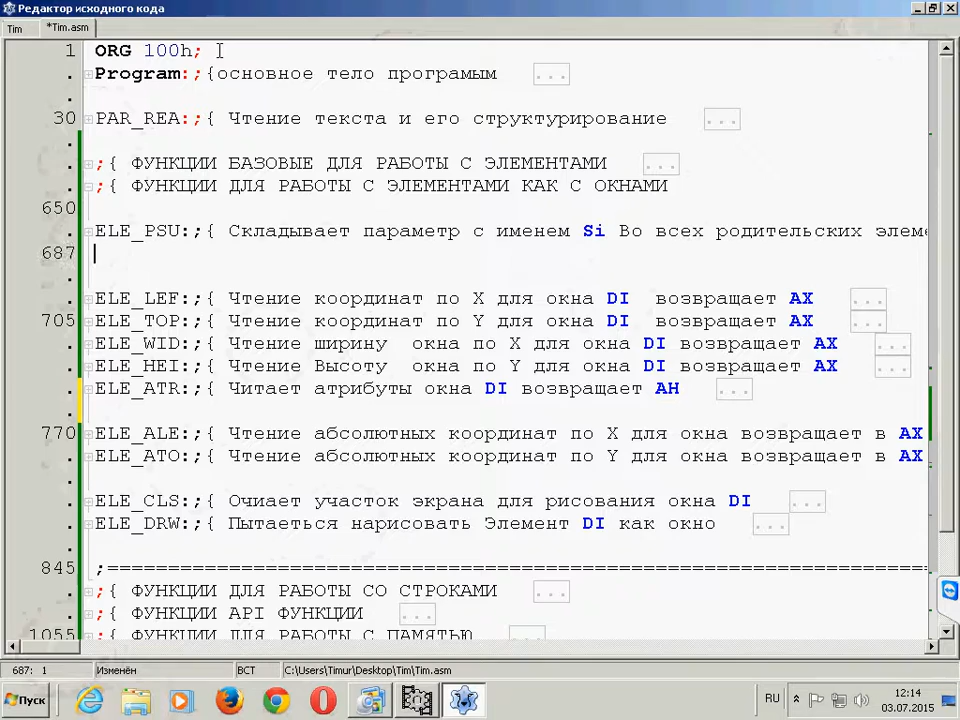 Редактор исходного кода
Tim *Tim.asm
1 ORG 100h;
. Program:;{основное тело програмым ...
.
30 PAR_REA:;{ Чтение текста и его структурирование ...
.
. ;{ ФУНКЦИИ БАЗОВЫЕ ДЛЯ РАБОТЫ С ЭЛЕМЕНТАМИ ...
. ;{ ФУНКЦИИ ДЛЯ РАБОТЫ С ЭЛЕМЕНТАМИ КАК С ОКНАМИ
650
. ELE_PSU:;{ Складывает параметр с именем Si Во всех родительских элеме
687
.
. ELE_LEF:;{ Чтение координат по X для окна DI возвращает AX ...
705 ELE_TOP:;{ Чтение координат по Y для окна DI возвращает AX ...
. ELE_WID:;{ Чтение ширину окна по X для окна DI возвращает AX ...
. ELE_HEI:;{ Чтение Высоту окна по Y для окна DI возвращает AX ...
. ELE_ATR:;{ Читает атрибуты окна DI возвращает AH ...
.
770 ELE_ALE:;{ Чтение абсолютных координат по X для окна возвращает в AX
. ELE_ATO:;{ Чтение абсолютных координат по Y для окна возвращает в AX
.
. ELE_CLS:;{ Очиает участок экрана для рисования окна DI ...
. ELE_DRW:;{ Пытаеться нарисовать Элемент DI как окно ...
.
845 ;====================================================================
. ;{ ФУНКЦИИ ДЛЯ РАБОТЫ СО СТРОКАМИ ...
. ;{ ФУНКЦИИ API ФУНКЦИИ ...
1055 ;{ ФУНКЦИИ ДЛЯ РАБОТЫ С ПАМЯТЬЮ ...
687: 1 Изменён ВСТ C:\Users\Timur\Desktop\Tim\Tim.asm
Пуск RU 12:14
03.07.2015